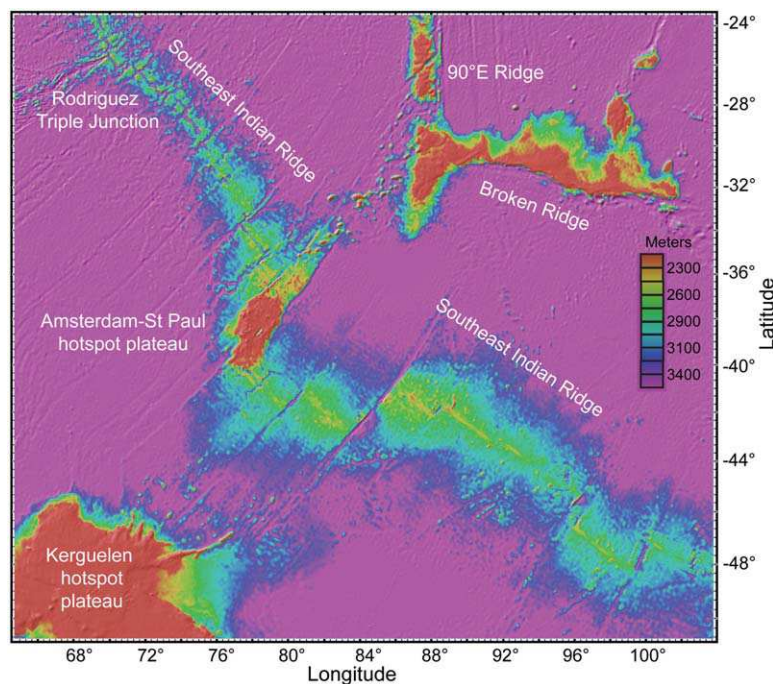 -24°
Southeast Indian Ridge
90°E Ridge
Rodriguez
Triple Junction
-28°
-32°
Broken Ridge
Meters
2300
2600
2900
3100
3400
-36°
Amsterdam-St Paul
hotspot plateau
Southeast Indian Ridge
Latitude
-40°
-44°
Kerguelen
hotspot
plateau
-48°
68° 72° 76° 80° 84° 88° 92° 96° 100°
Longitude